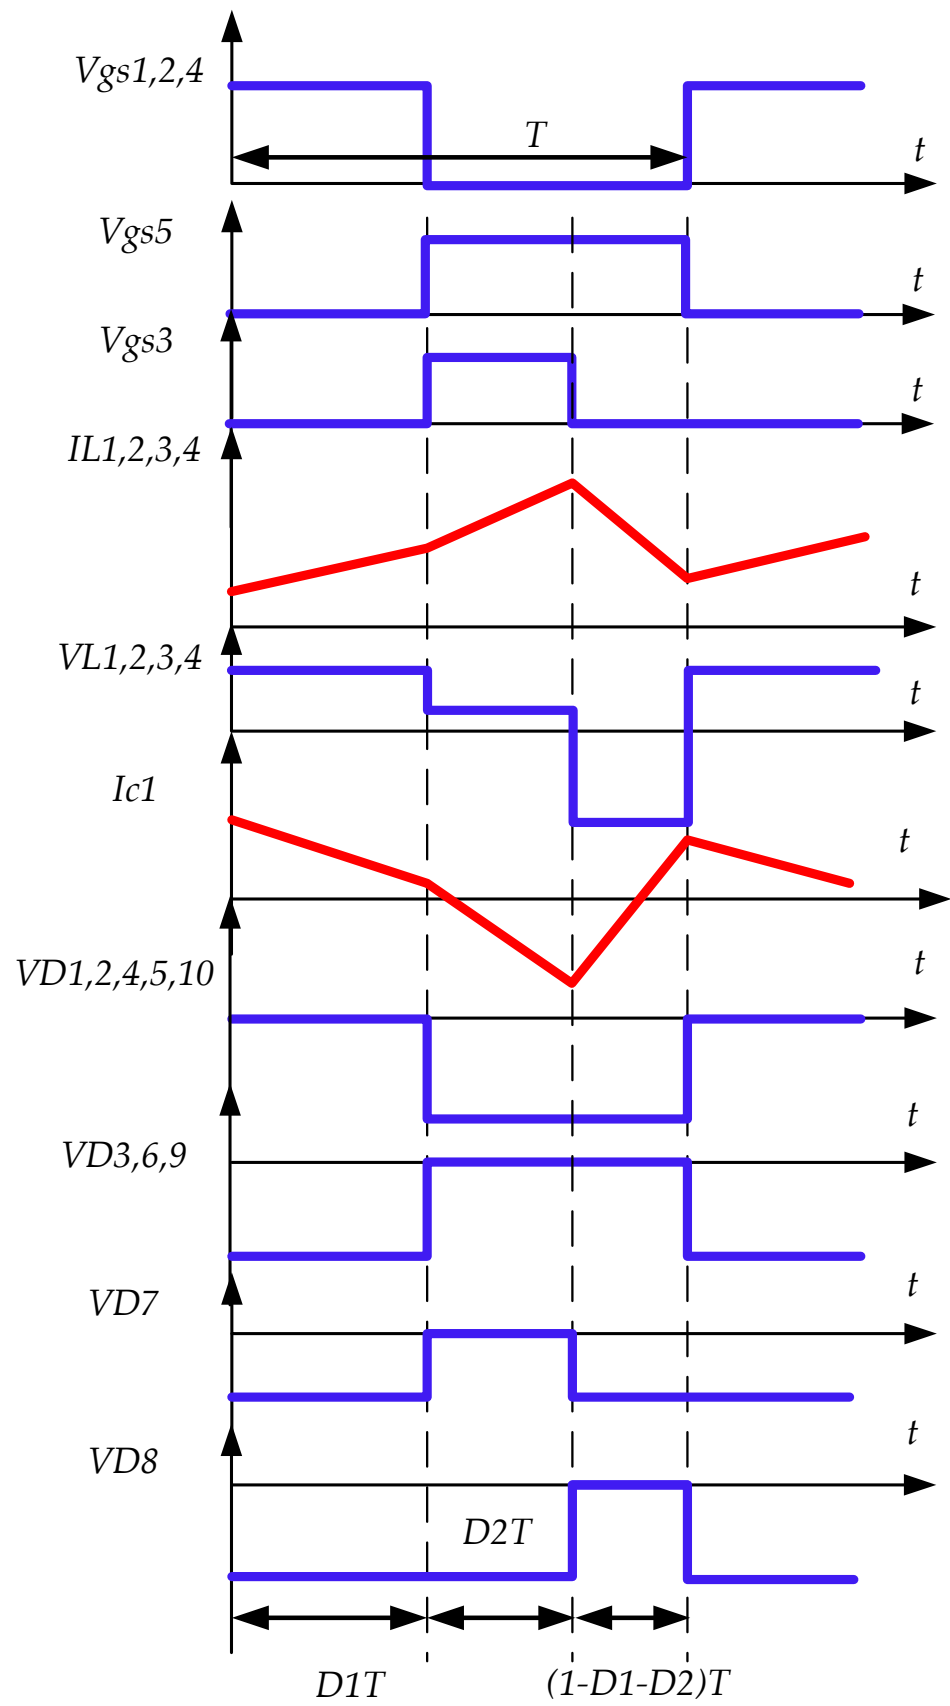 Vgs1,2,4
T
t
Vgs5
t
Vgs3
t
IL1,2,3,4
t
VL1,2,3,4
t
Ic1
t
VD1,2,4,5,10
t
VD3,6,9
t
VD7
t
VD8
t
D2T
D1T
(1-D1-D2)T